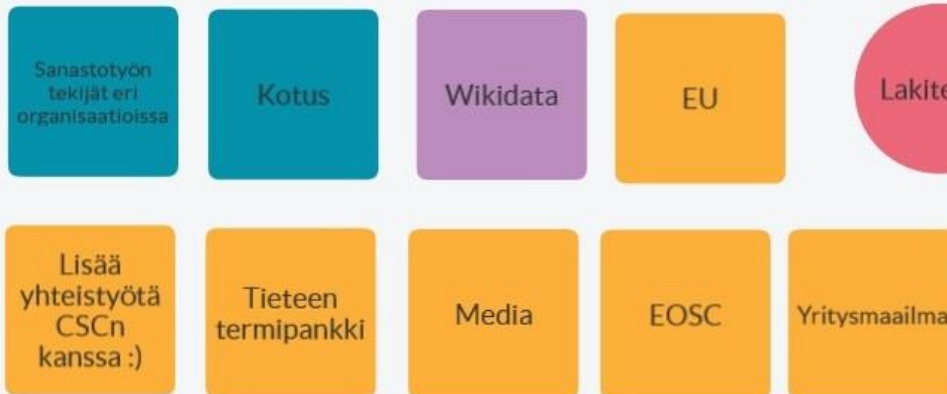 Sanastotyön
tekijät eri
organisaatioissa
Kotus
Wikidata
EU
Lakite
Lisää
yhteistyötä
CSCn
kanssa :)
Tieteen
termipankki
Media
EOSC
Yritysmaailma